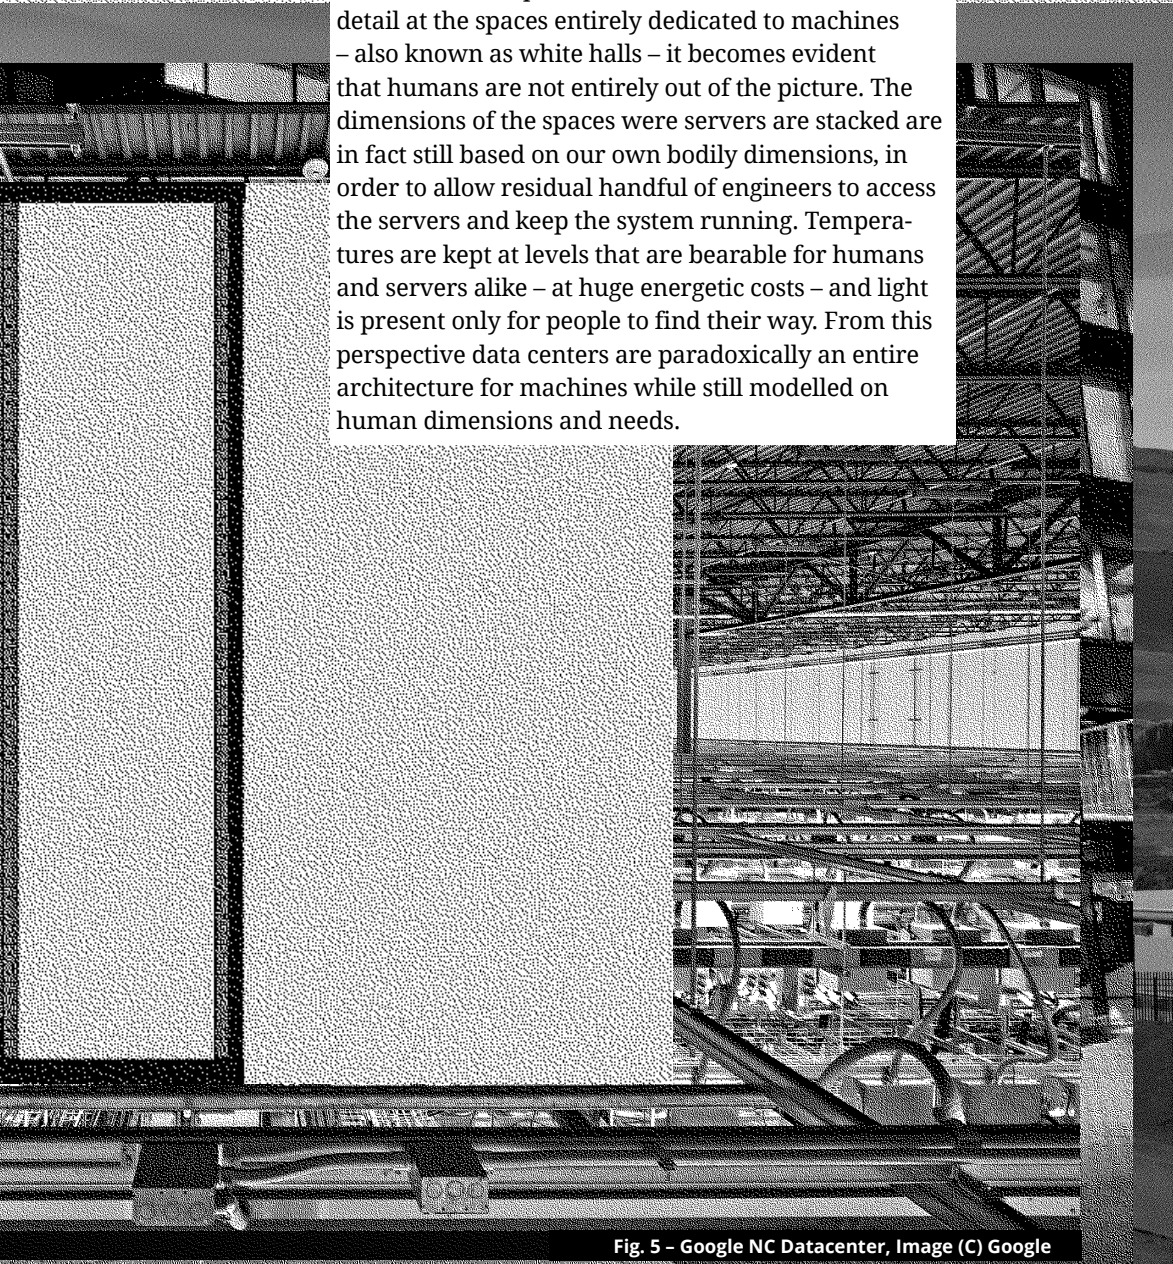 detail at the spaces entirely dedicated to machines
– also known as white halls – it becomes evident
that humans are not entirely out of the picture. The
dimensions of the spaces were servers are stacked are
in fact still based on our own bodily dimensions, in
order to allow residual handful of engineers to access
the servers and keep the system running. Tempera-
tures are kept at levels that are bearable for humans
and servers alike – at huge energetic costs – and light
is present only for people to find their way. From this
perspective data centers are paradoxically an entire
architecture for machines while still modelled on
human dimensions and needs.
Fig. 5 – Google NC Datacenter, Image (C) Google